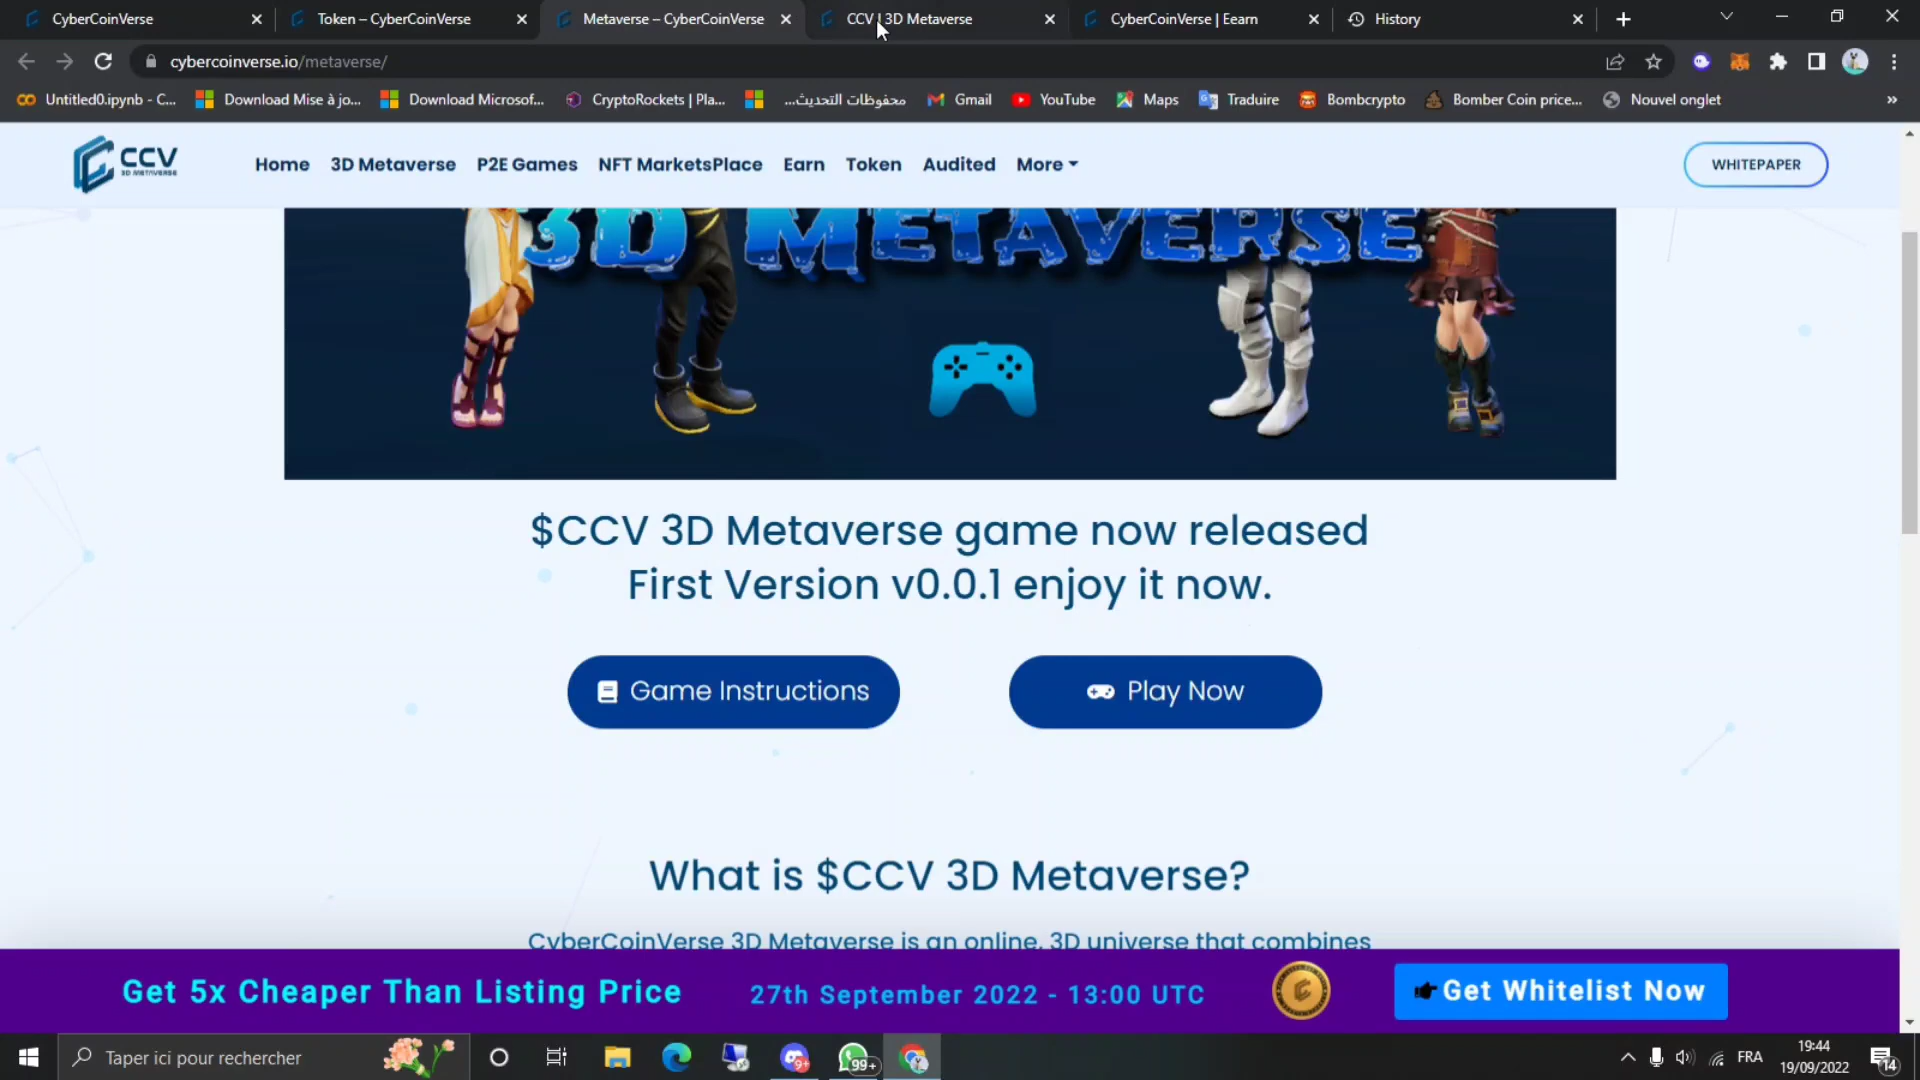 CyberCoinVerse
Token – CyberCoinVerse
Metaverse – CyberCoinVerse
CCV | 3D Metaverse
CyberCoinVerse | Eearn
History
cybercoinverse.io/metaverse/
Untitled0.ipynb - C...
Download Mise à jo...
Download Microsof...
CryptoRockets | Pla...
محفوظات التحديث...
Gmail
YouTube
Maps
Traduire
Bombcrypto
Bomber Coin price...
Nouvel onglet
»
CCV
3D METAVERSE
Home
3D Metaverse
P2E Games
NFT MarketsPlace
Earn
Token
Audited
More
WHITEPAPER
3D METAVERSE
$CCV 3D Metaverse game now released
First Version v0.0.1 enjoy it now.
Game Instructions
Play Now
What is $CCV 3D Metaverse?
CyberCoinVerse 3D Metaverse is an online, 3D universe that combines
Get 5x Cheaper Than Listing Price
27th September 2022 - 13:00 UTC
Get Whitelist Now
Taper ici pour rechercher
9+
99+
FRA
19:44
19/09/2022
14